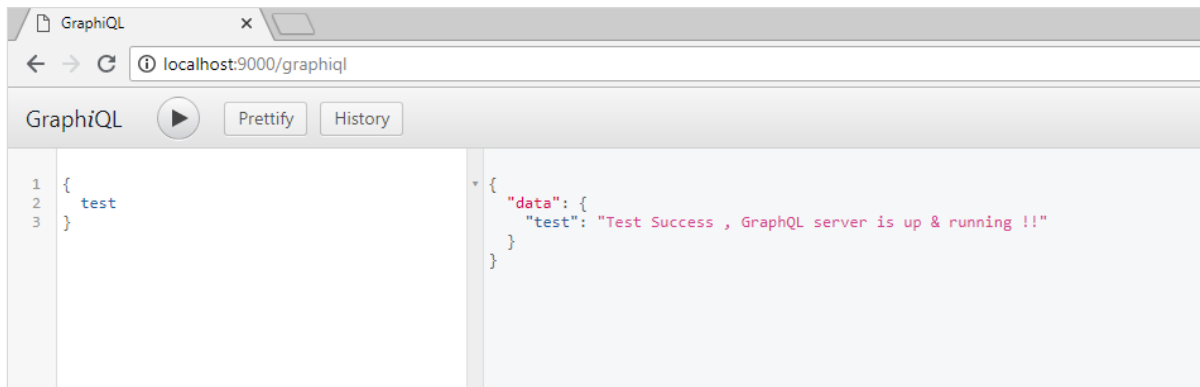 GraphiQL
localhost:9000/graphiql
GraphiQL Prettify History
1 {
2 test
3 }
{
"data": {
"test": "Test Success , GraphQL server is up & running !!"
}
}